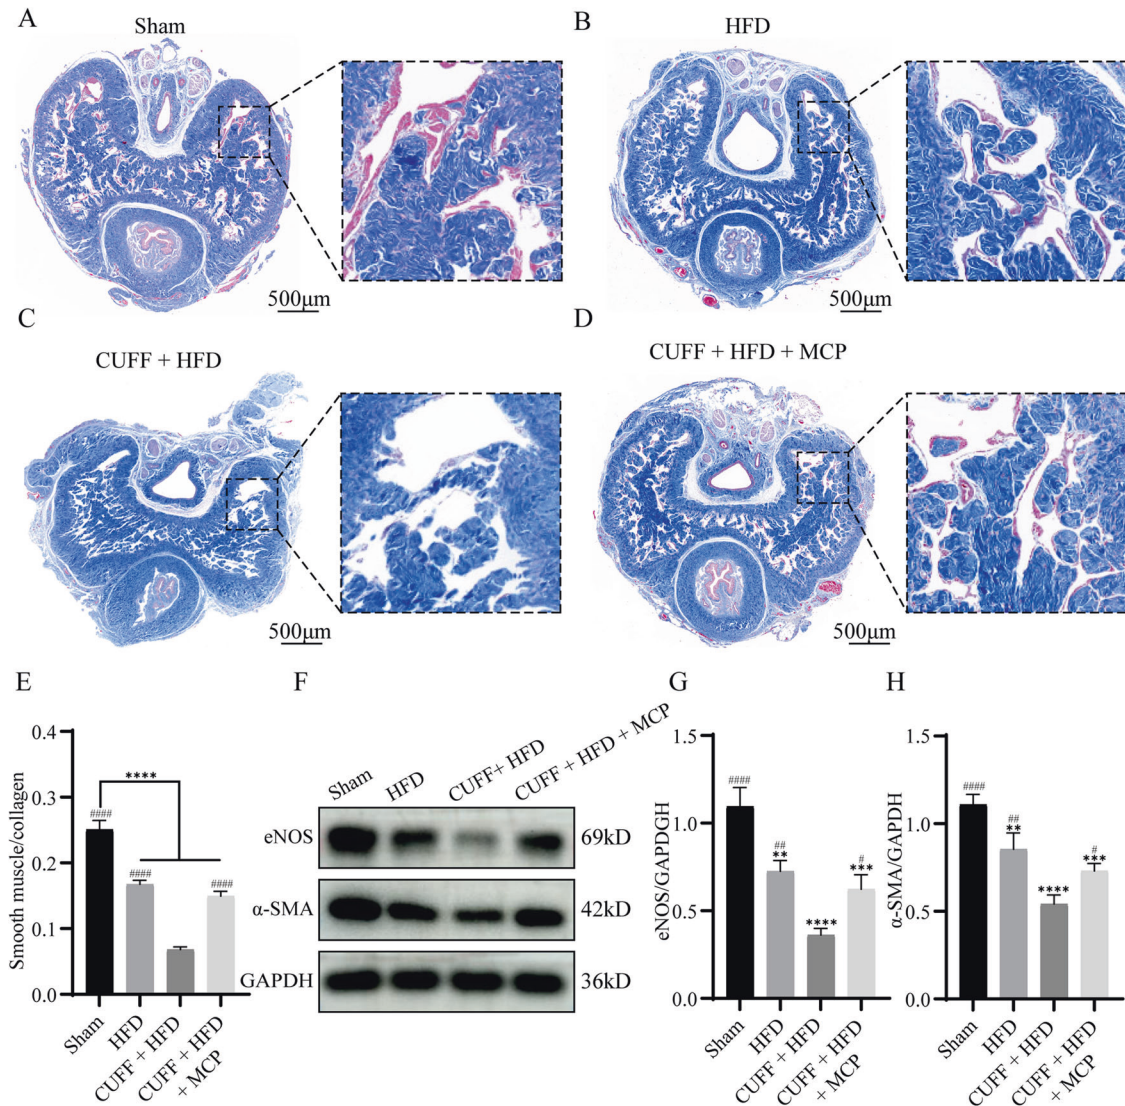 A
Sham
500μm
B
HFD
500μm
C
CUFF + HFD
500μm
D
CUFF + HFD + MCP
500μm
E
Smooth muscle/collagen
0.4
0.3
0.2
0.1
0.0
****
####
####
####
Sham
HFD
CUFF + HFD
CUFF + HFD
+ MCP
F
Sham
HFD
CUFF+ HFD
CUFF + HFD + MCP
eNOS
69kD
α-SMA
42kD
GAPDH
36kD
G
eNOS/GAPDGH
1.5
1.0
0.5
0.0
####
##
**
****
#
***
Sham
HFD
CUFF + HFD
CUFF + HFD
+ MCP
H
α-SMA/GAPDH
1.5
1.0
0.5
0.0
####
##
**
****
#
***
Sham
HFD
CUFF + HFD
CUFF + HFD
+ MCP